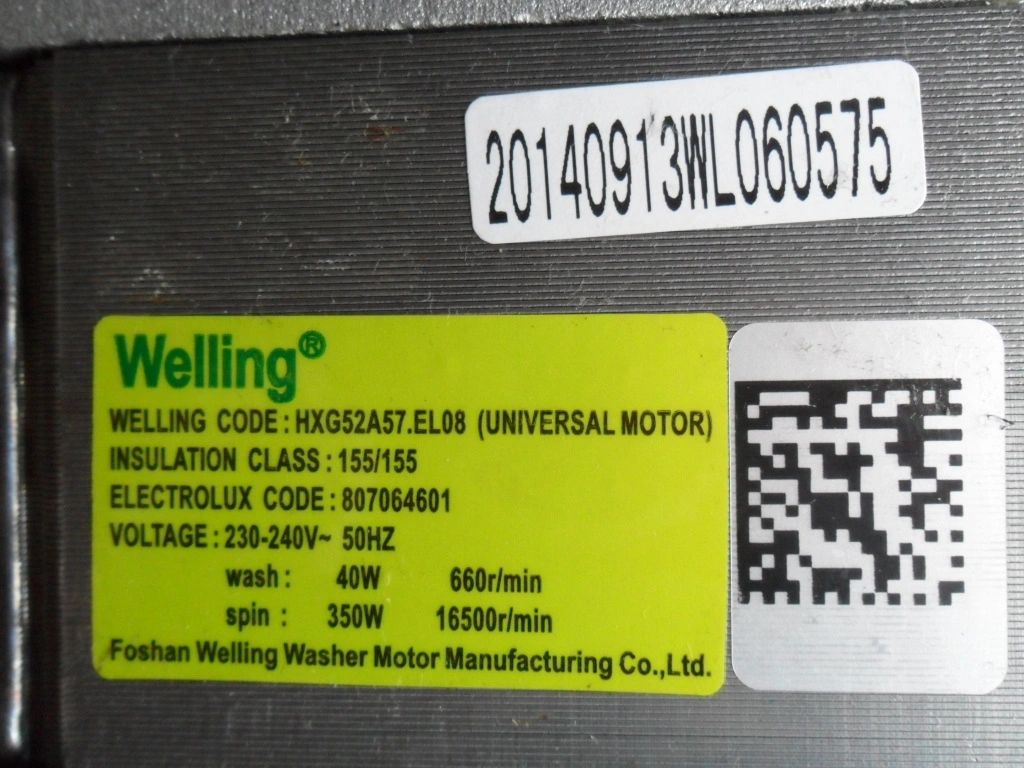 20140913WL060575
Welling®
WELLING CODE : HXG52A57.EL08 (UNIVERSAL MOTOR)
INSULATION CLASS : 155/155
ELECTROLUX CODE : 807064601
VOLTAGE : 230-240V~ 50HZ
wash : 40W 660r/min
spin : 350W 16500r/min
Foshan Welling Washer Motor Manufacturing Co.,Ltd.